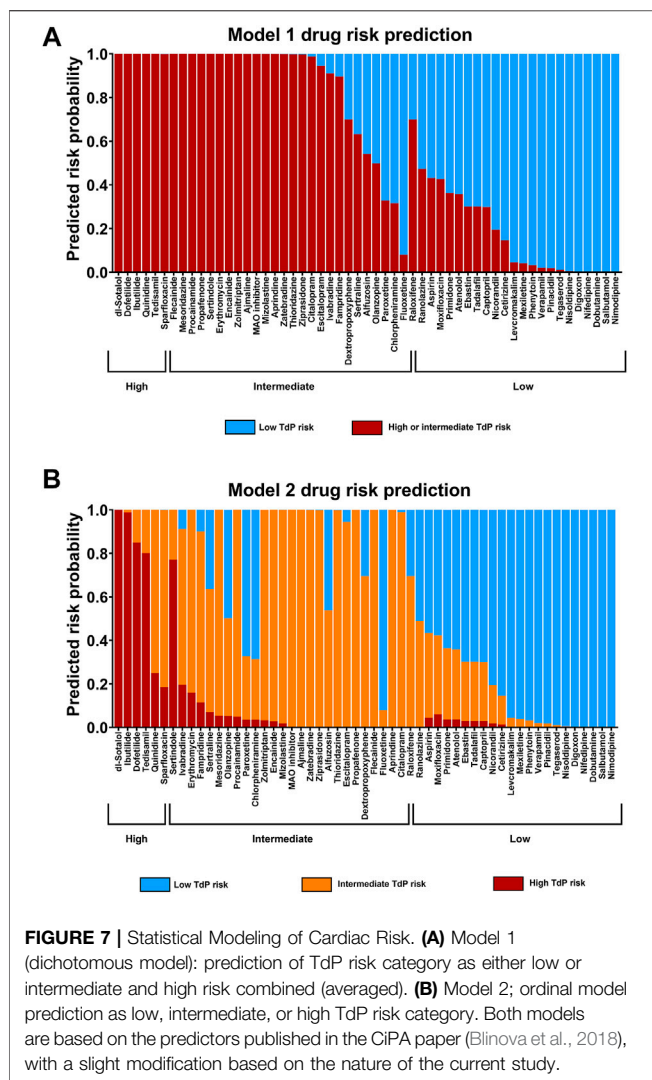 A
Model 1 drug risk prediction
Predicted risk probability
1.0
0.8
0.6
0.4
0.2
0.0
dl-Sotalol
Dofetilide
Ibutilide
Quinidine
Tedisamil
Sparfloxacin
Flecainide
Mesoridazine
Procainamide
Propafenone
Sertindole
Erythromycin
Encainide
Zolmitriptan
Ajmaline
MAO inhibitor
Mizolastine
Aprindine
Zatebradine
Thioridazine
Ziprasidone
Citalopram
Escitalopram
Ivabradine
Fampridine
Dextropropoxyphene
Sertraline
Alfuzosin
Olanzopine
Paroxetine
Chlorpheniramine
Fluoxetine
Raloxifene
Ranolazine
Aspirin
Moxifloxacin
Primidone
Atenolol
Ebastin
Tadalafil
Captopril
Nicorandil
Cetirizine
Levcromakalim
Mexiletine
Phenytoin
Verapamil
Pinacidil
Tegaserod
Nisoldipine
Digoxon
Nifedipine
Dobutamine
Salbutamol
Nimodipine
High
Intermediate
Low
Low TdP risk
High or intermediate TdP risk
B
Model 2 drug risk prediction
Predicted risk probability
1.0
0.8
0.6
0.4
0.2
0.0
dl-Sotalol
Ibutilide
Dofetilide
Tedisamil
Quinidine
Sparfloxacin
Sertindole
Ivabradine
Erythromycin
Fampridine
Sertraline
Mesoridazine
Olanzopine
Procainamide
Paroxetine
Chlorpheniramine
Zolmitriptan
Encainide
Mizolastine
MAO inhibitor
Ajmaline
Zatebradine
Ziprasidone
Alfuzosin
Thioridazine
Escitalopram
Propafenone
Dextropropoxyphene
Flecainide
Fluoxetine
Aprindine
Citalopram
Raloxifine
Ranolazine
Aspirin
Moxifloxacin
Primidone
Atenolol
Ebastin
Tadalafil
Captopril
Nicorandil
Cetirizine
Levcromakalim
Mexiletine
Phenytoin
Verapamil
Pinacidil
Tegaserod
Nisoldipine
Digoxon
Nifedipine
Dobutamine
Salbutamol
Nimodipine
High
Intermediate
Low
Low TdP risk
Intermediate TdP risk
High TdP risk
FIGURE 7 | Statistical Modeling of Cardiac Risk. (A) Model 1
(dichotomous model): prediction of TdP risk category as either low or
intermediate and high risk combined (averaged). (B) Model 2; ordinal model
prediction as low, intermediate, or high TdP risk category. Both models
are based on the predictors published in the CiPA paper (Blinova et al., 2018),
with a slight modification based on the nature of the current study.